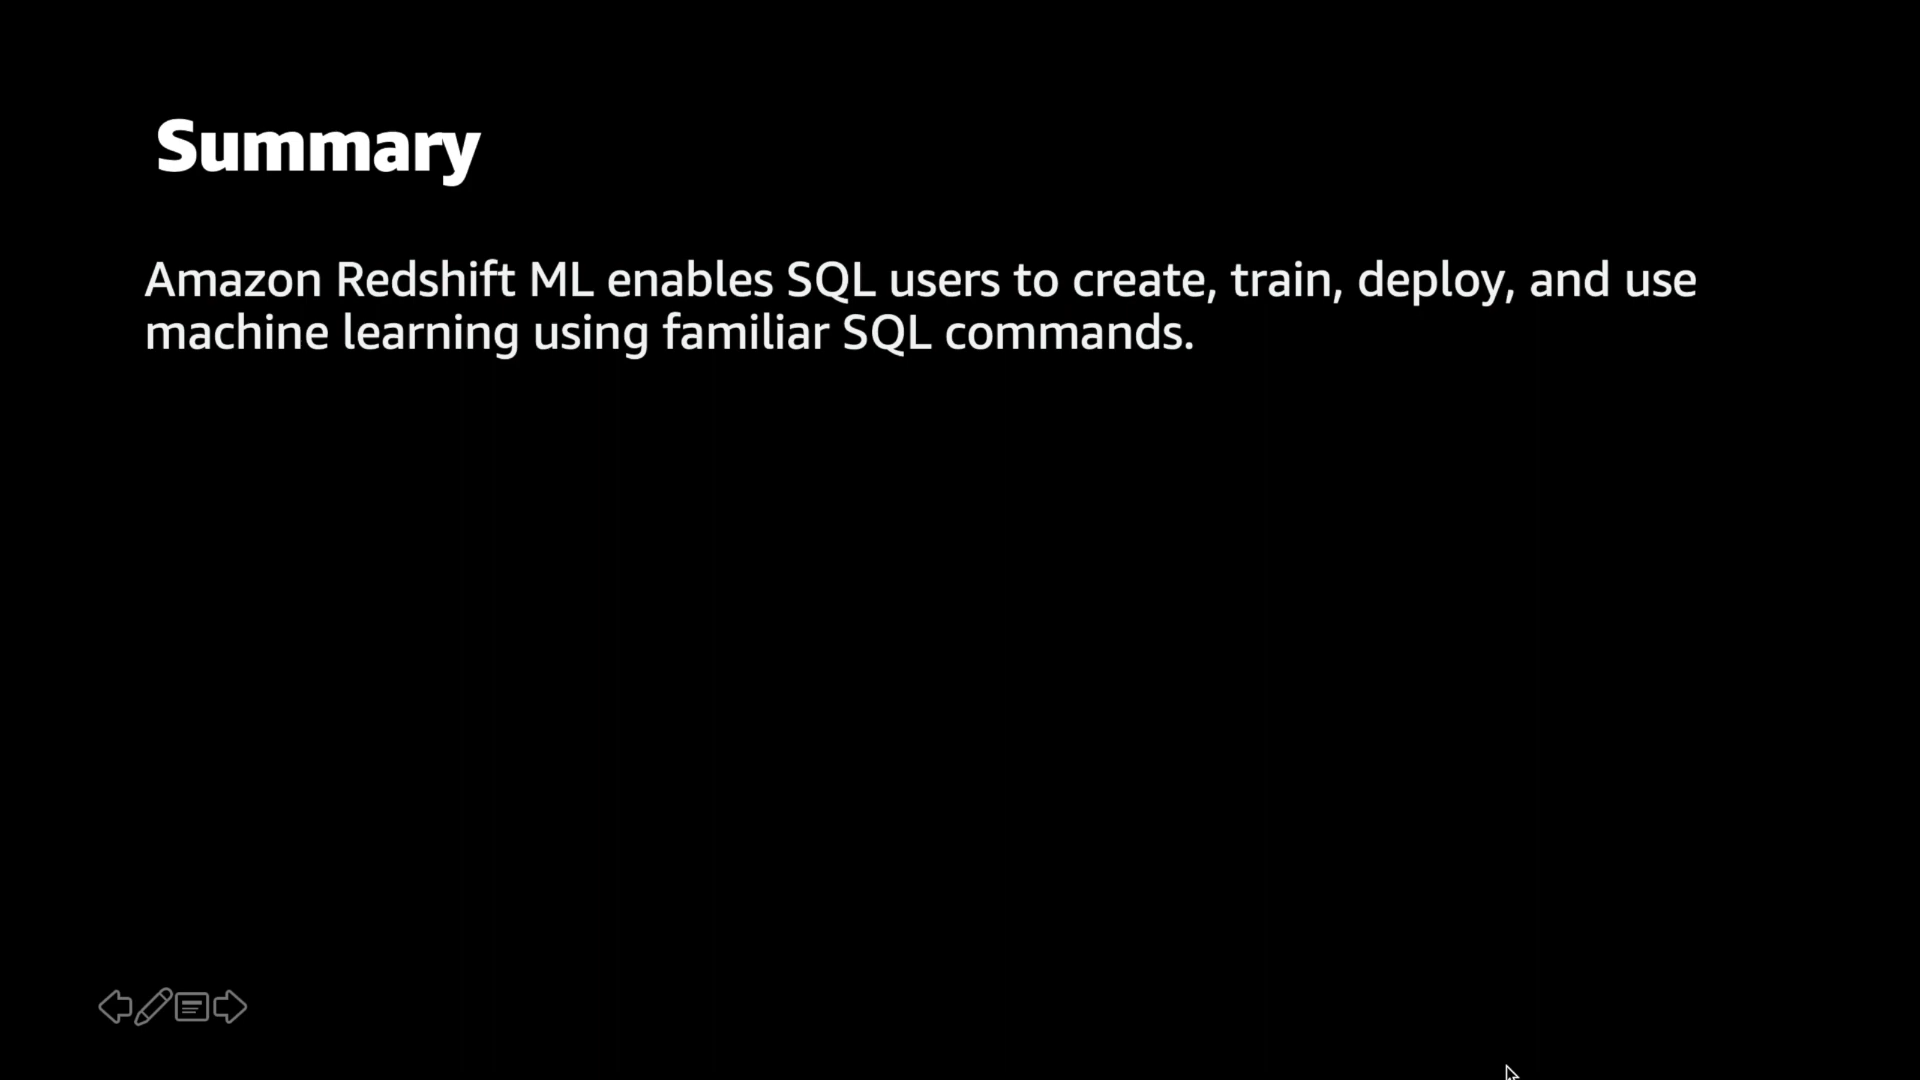 Summary
Amazon Redshift ML enables SQL users to create, train, deploy, and use
machine learning using familiar SQL commands.